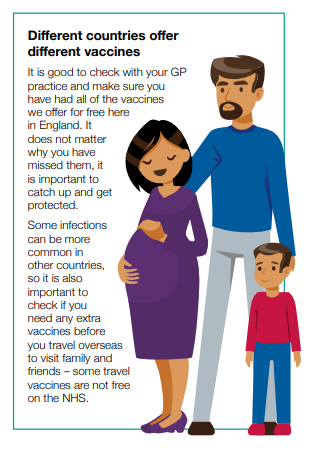 Different countries offer
different vaccines
It is good to check with your GP
practice and make sure you
have had all of the vaccines
we offer for free here
in England. It
does not matter
why you have
missed them, it
is important to
catch up and get
protected.
Some infections
can be more
common in
other countries,
so it is also
important to
check if you
need any extra
vaccines before
you travel overseas
to visit family and
friends – some travel
vaccines are not free
on the NHS.